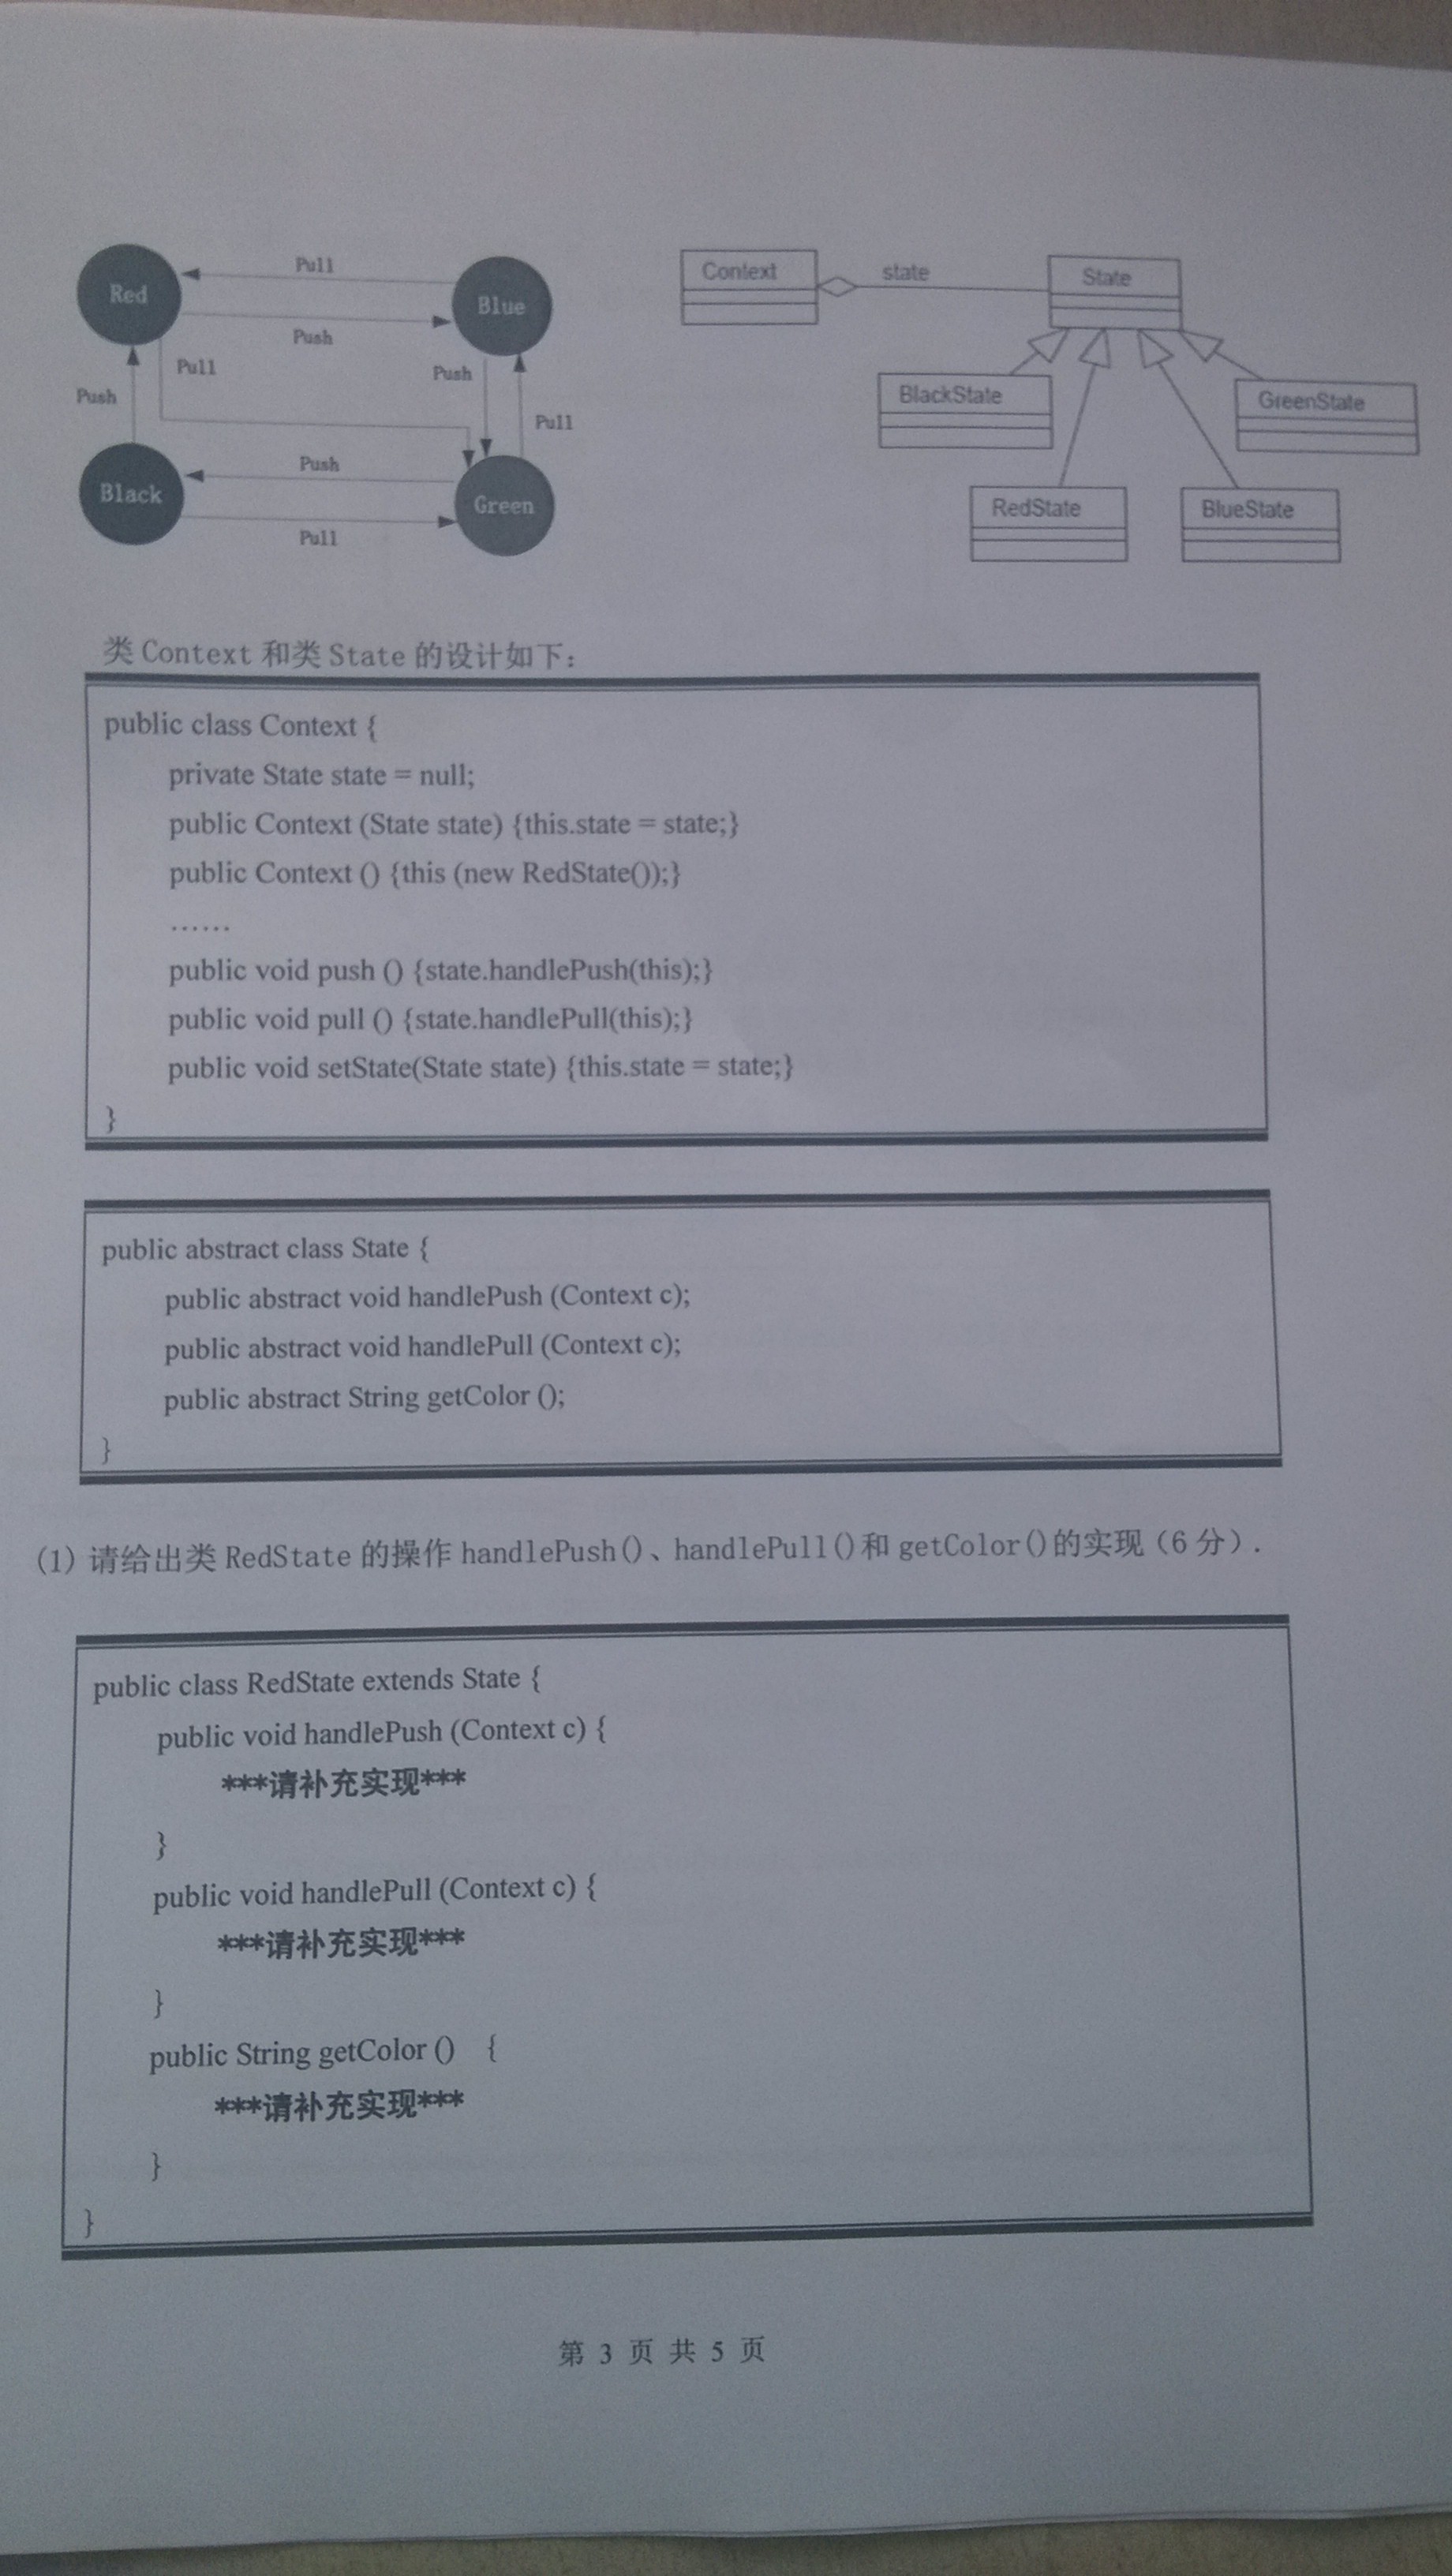 Red
Pull
Blue
Push
Pull
Push
Push
Pull
Push
Black
Green
Pull
Context
state
State
BlackState
GreenState
RedState
BlueState
类 Context 和类 State 的设计如下：
public class Context {
private State state = null;
public Context (State state) {this.state = state;}
public Context () {this (new RedState());}
……
public void push () {state.handlePush(this);}
public void pull () {state.handlePull(this);}
public void setState(State state) {this.state = state;}
}
public abstract class State {
public abstract void handlePush (Context c);
public abstract void handlePull (Context c);
public abstract String getColor ();
}
(1) 请给出类 RedState 的操作 handlePush()、handlePull()和 getColor()的实现（6 分）.
public class RedState extends State {
public void handlePush (Context c) {
***请补充实现***
}
public void handlePull (Context c) {
***请补充实现***
}
public String getColor () {
***请补充实现***
}
}
第 3 页 共 5 页